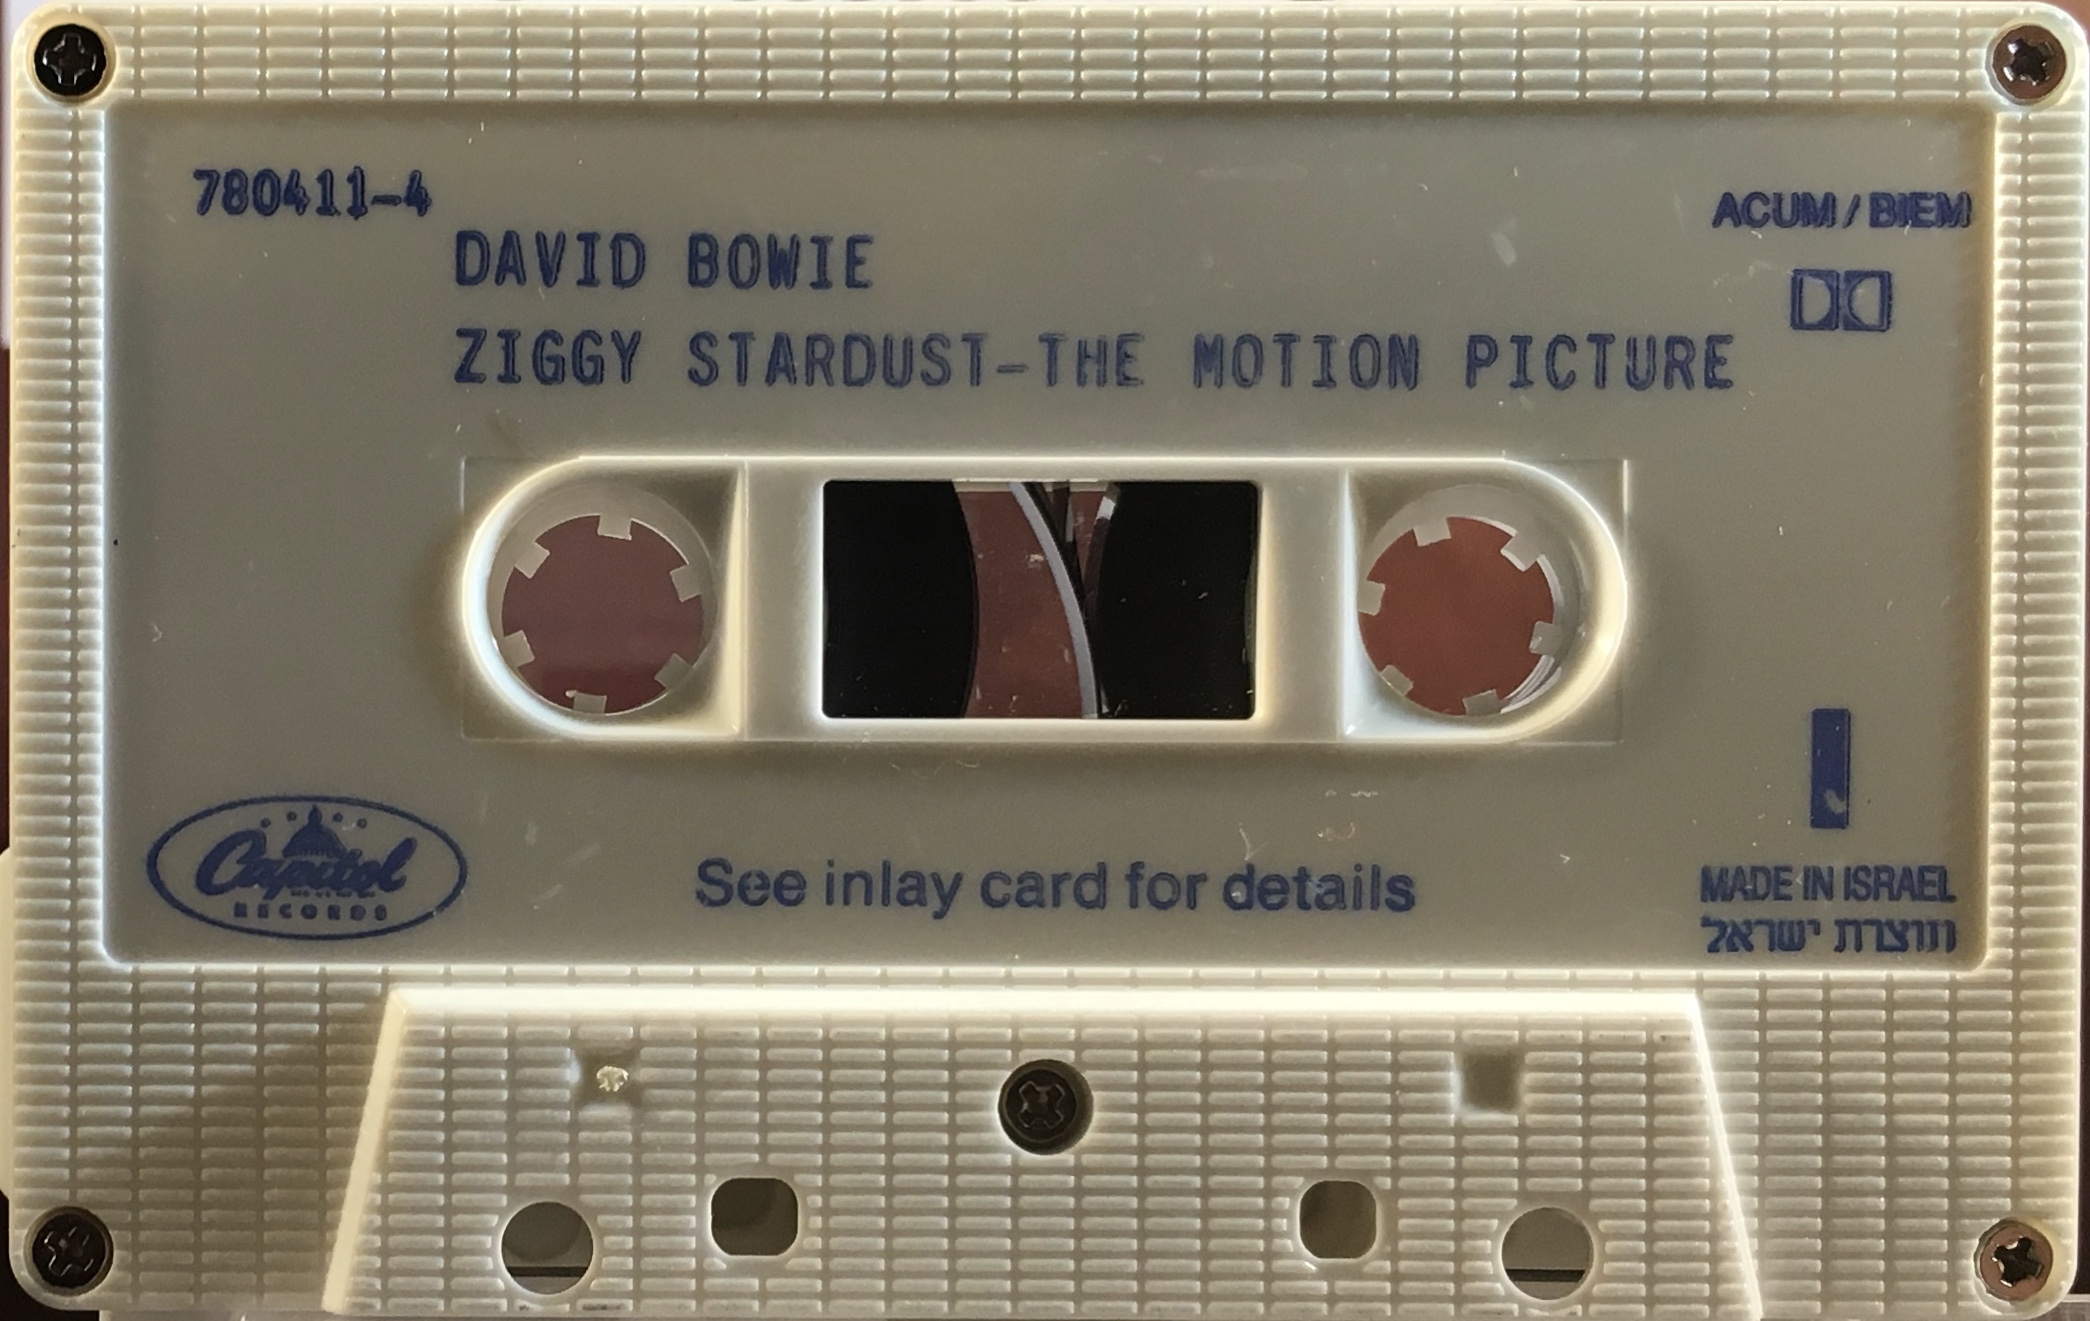 780411-4
ACUM / BIEM
DAVID BOWIE
ZIGGY STARDUST-THE MOTION PICTURE
Capitol
RECORDS
See inlay card for details
MADE IN ISRAEL
תוצרת ישראל